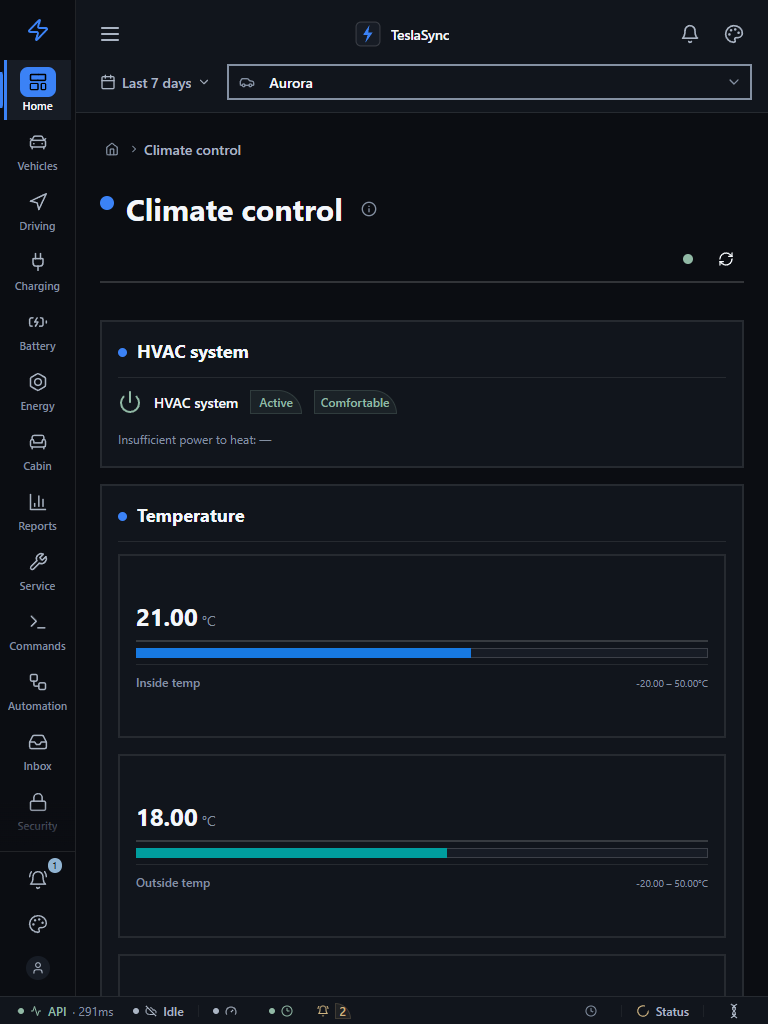 TeslaSync
Last 7 days
Aurora
Home
Vehicles
Driving
Charging
Battery
Energy
Cabin
Reports
Service
Commands
Automation
Inbox
Security
1
Climate control
Climate control
HVAC system
HVAC system Active Comfortable
Insufficient power to heat: —
Temperature
21.00 °C
Inside temp -20.00 – 50.00°C
18.00 °C
Outside temp -20.00 – 50.00°C
API · 291ms Idle 2 Status